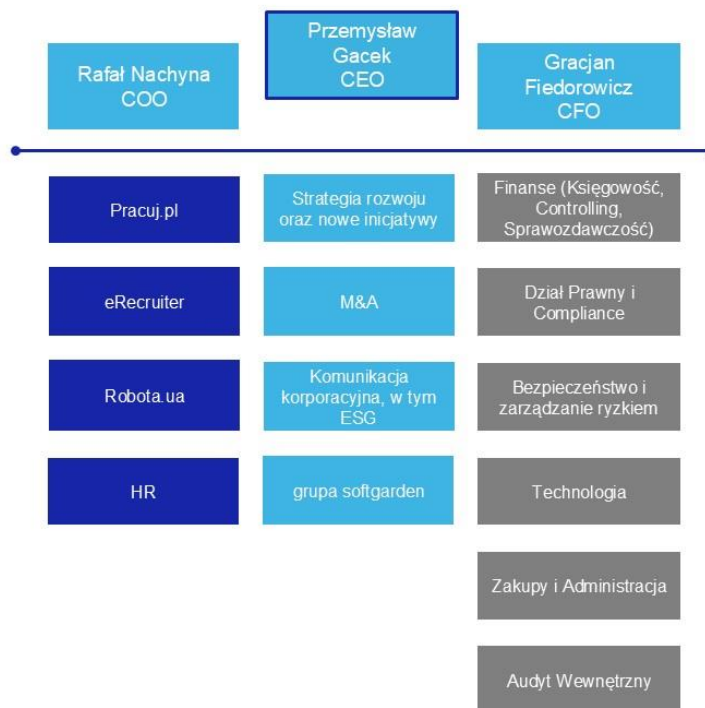 Rafał Nachyna
COO
Przemysław
Gacek
CEO
Gracjan
Fiedorowicz
CFO
Pracuj.pl
Strategia rozwoju
oraz nowe inicjatywy
Finanse (Księgowość,
Controlling,
Sprawozdawczość)
eRecruiter
M&A
Dział Prawny i
Compliance
Robota.ua
Komunikacja
korporacyjna, w tym
ESG
Bezpieczeństwo i
zarządzanie ryzkiem
HR
grupa softgarden
Technologia
Zakupy i Administracja
Audyt Wewnętrzny